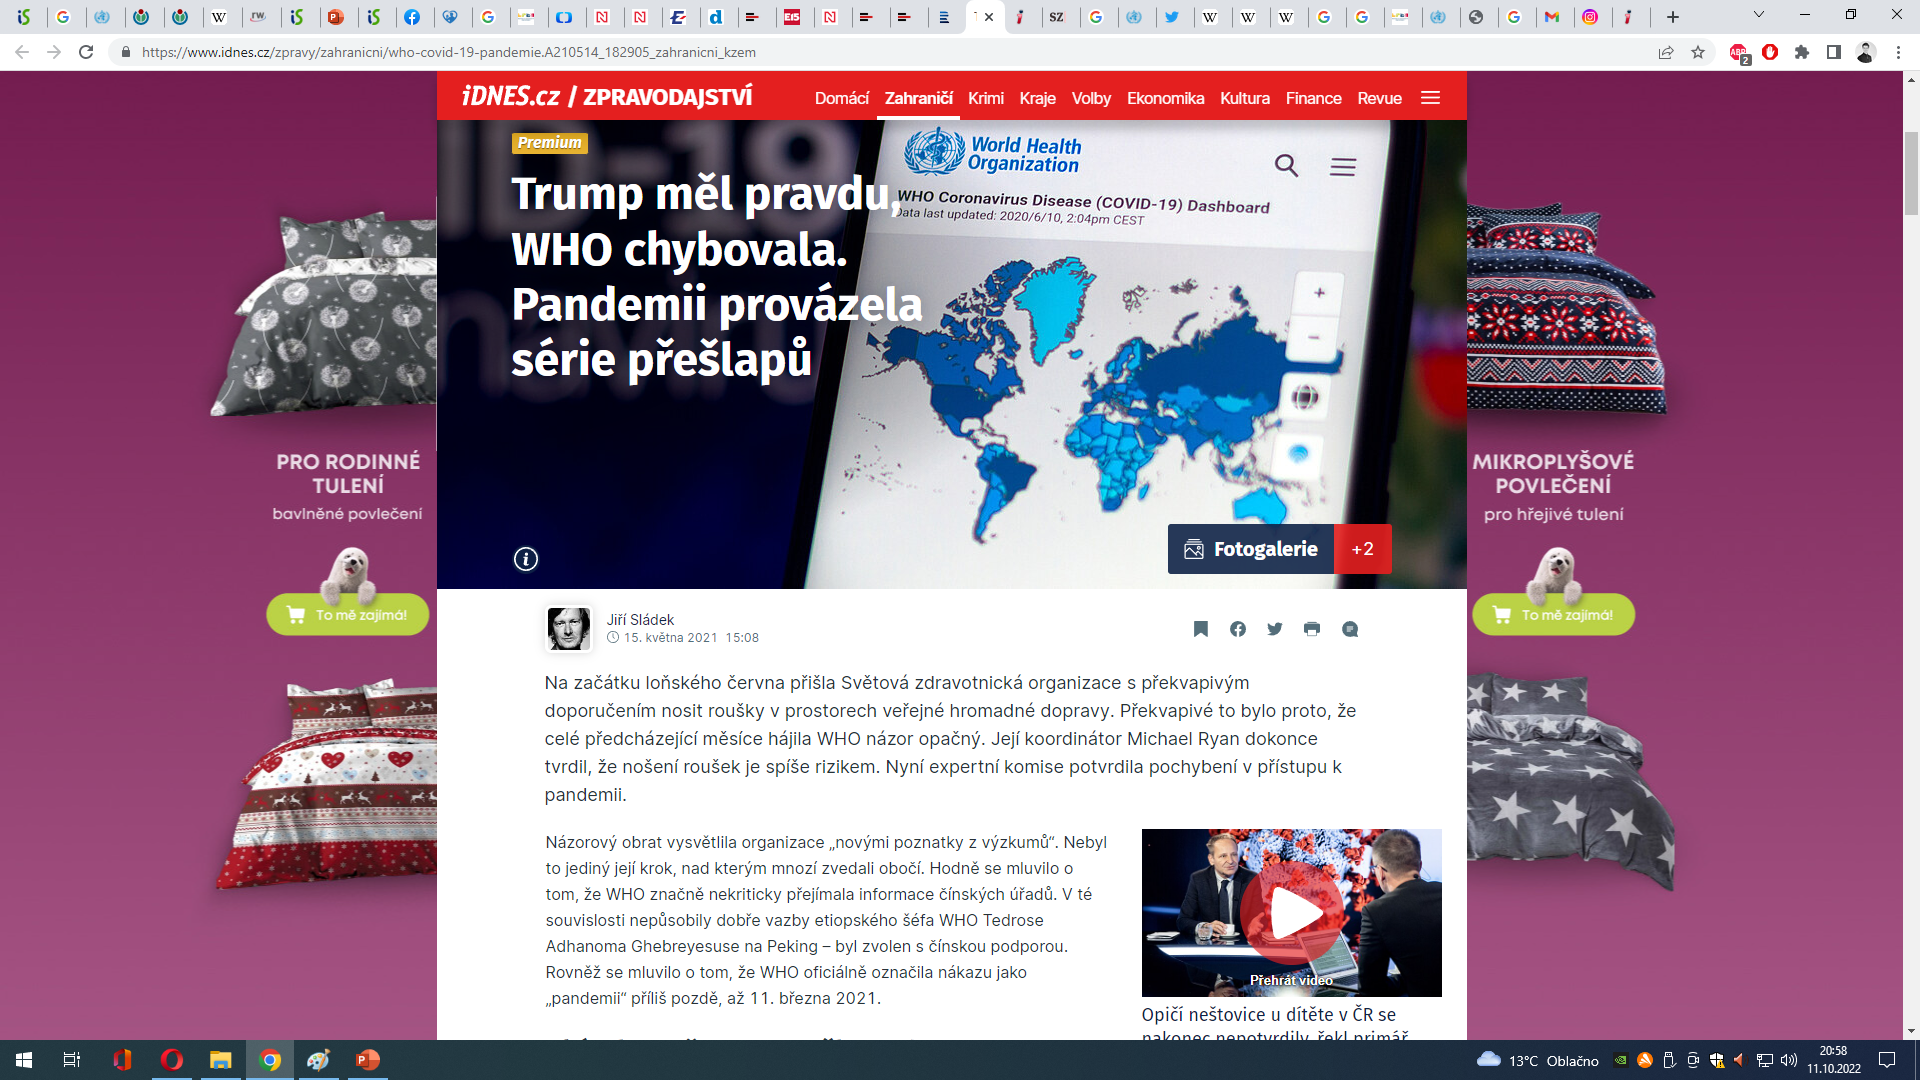 https://www.idnes.cz/zpravy/zahranicni/who-covid-19-pandemie.A210514_182905_zahranicni_kzem
iDNES.cz / ZPRAVODAJSTVÍ
Domácí Zahraničí Krimi Kraje Volby Ekonomika Kultura Finance Revue
Premium
World Health
Organization
WHO Coronavirus Disease (COVID-19) Dashboard
Data last updated: 2020/6/10, 2:04pm CEST
Trump měl pravdu,
WHO chybovala.
Pandemii provázela
série přešlapů
Fotogalerie +2
PRO RODINNÉ
TULENÍ
bavlněné povlečení
To mě zajímá!
MIKROPLYŠOVÉ
POVLEČENÍ
pro hřejivé tulení
To mě zajímá!
Jiří Sládek
15. května 2021 15:08
Na začátku loňského června přišla Světová zdravotnická organizace s překvapivým
doporučením nosit roušky v prostorech veřejné hromadné dopravy. Překvapivé to bylo proto, že
celé předcházející měsíce hájila WHO názor opačný. Její koordinátor Michael Ryan dokonce
tvrdil, že nošení roušek je spíše rizikem. Nyní expertní komise potvrdila pochybení v přístupu k
pandemii.
Názorový obrat vysvětlila organizace „novými poznatky z výzkumů“. Nebyl
to jediný její krok, nad kterým mnozí zvedali obočí. Hodně se mluvilo o
tom, že WHO značně nekriticky přejímala informace čínských úřadů. V té
souvislosti nepůsobily dobře vazby etiopského šéfa WHO Tedrose
Adhanoma Ghebreyesuse na Peking – byl zvolen s čínskou podporou.
Rovněž se mluvilo o tom, že WHO oficiálně označila nákazu jako
„pandemii“ příliš pozdě, až 11. března 2021.
Přehrát video
Opičí neštovice u dítěte v ČR se
nakonec nepotvrdily, řekl primář
13°C Oblačno
20:58
11.10.2022